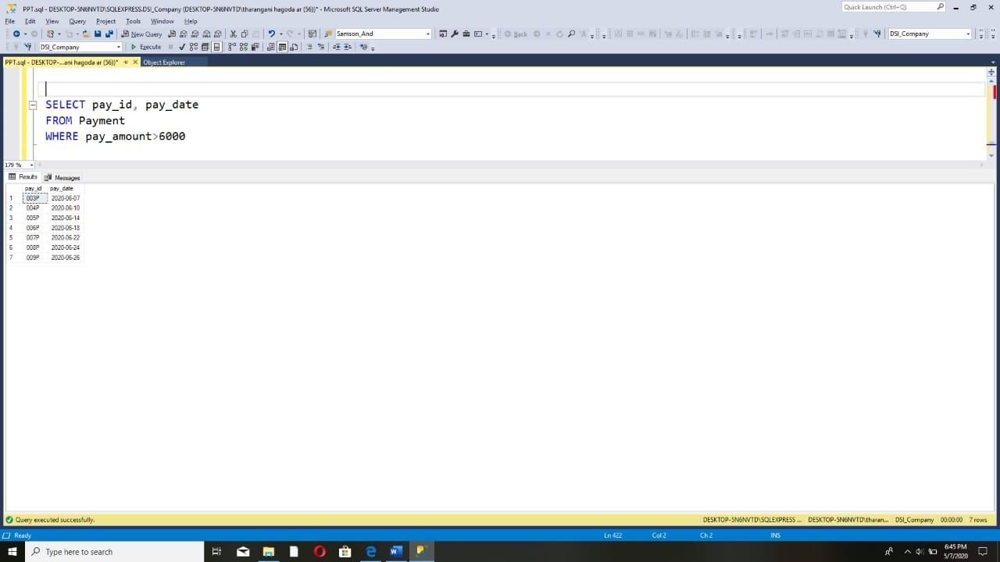 PPT.sql - DESKTOP-5N6NVTD\SQLEXPRESS.DSI_Company (DESKTOP-5N6NVTD\tharangani hagoda ar (56))* - Microsoft SQL Server Management Studio
Quick Launch (Ctrl+Q)
File Edit View Query Project Tools Window Help
New Query
Samson_And
Back
DSI_Company
DSI_Company
Execute
PPT.sql - DESKTOP-...ani hagoda ar (56))*
Object Explorer
SELECT pay_id, pay_date
FROM Payment
WHERE pay_amount>6000
179 %
Results Messages
pay_id pay_date
1 003P 2020-06-07
2 004P 2020-06-10
3 005P 2020-06-14
4 006P 2020-06-18
5 007P 2020-06-22
6 008P 2020-06-24
7 009P 2020-06-26
Query executed successfully.
DESKTOP-5N6NVTD\SQLEXPRESS ... DESKTOP-5N6NVTD\tharan... DSI_Company 00:00:00 7 rows
Ready
Ln 422 Col 2 Ch 2 INS
Type here to search
6:45 PM
5/7/2020